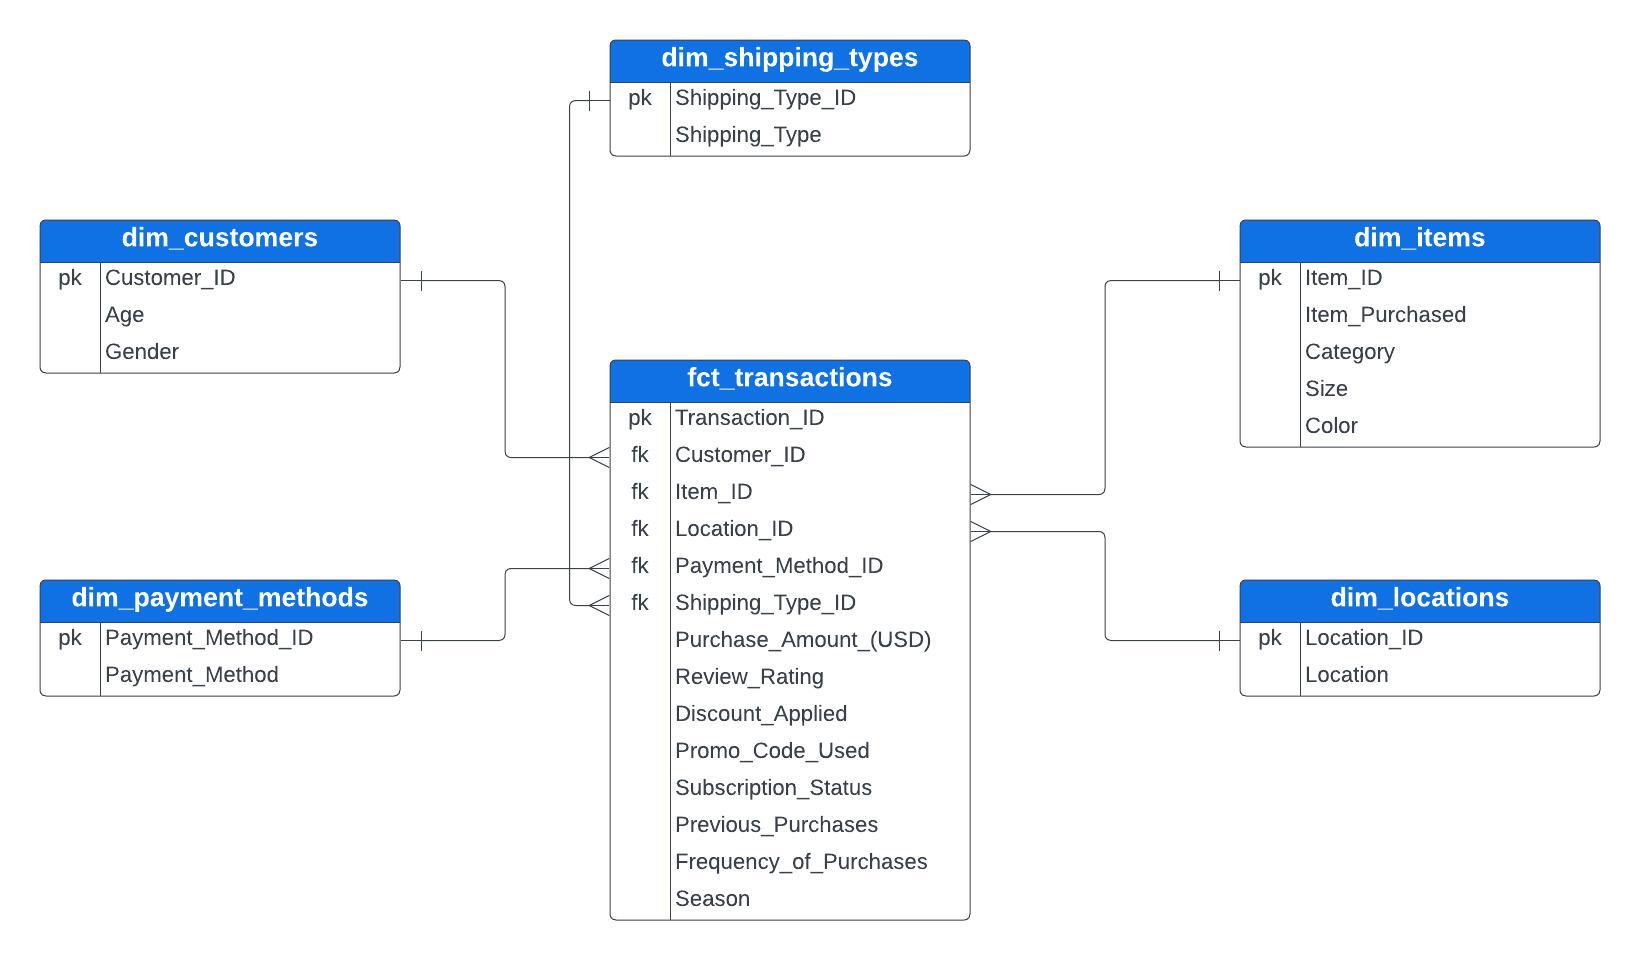 dim_shipping_types
pk Shipping_Type_ID
Shipping_Type
dim_customers
pk Customer_ID
Age
Gender
dim_items
pk Item_ID
Item_Purchased
Category
Size
Color
fct_transactions
pk Transaction_ID
fk Customer_ID
fk Item_ID
fk Location_ID
fk Payment_Method_ID
fk Shipping_Type_ID
Purchase_Amount_(USD)
Review_Rating
Discount_Applied
Promo_Code_Used
Subscription_Status
Previous_Purchases
Frequency_of_Purchases
Season
dim_payment_methods
pk Payment_Method_ID
Payment_Method
dim_locations
pk Location_ID
Location